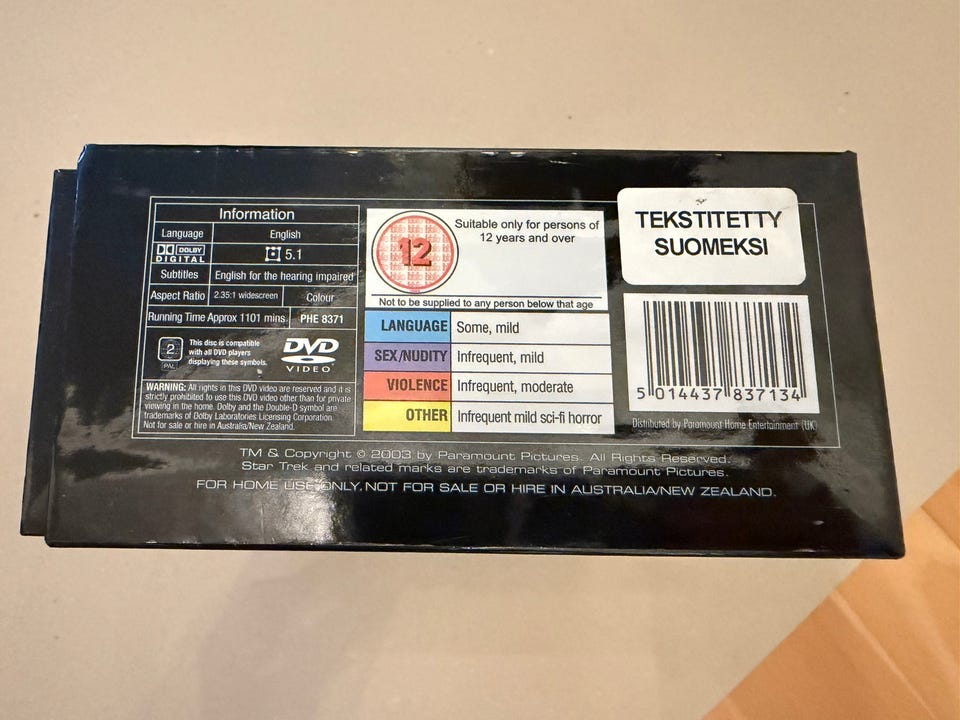 Information
Language English
DOLBY DIGITAL 5.1
Subtitles English for the hearing impaired
Aspect Ratio 2.35:1 widescreen Colour
Running Time Approx 1101 mins. PHE 8371
2
PAL
This disc is compatible
with all DVD players
displaying these symbols.
DVD
VIDEO
WARNING: All rights in this DVD video are reserved and it is
strictly prohibited to use this DVD video other than for private
viewing in the home. Dolby and the Double-D symbol are
trademarks of Dolby Laboratories Licensing Corporation.
Not for sale or hire in Australia/New Zealand.
12
Suitable only for persons of
12 years and over
Not to be supplied to any person below that age
LANGUAGE Some, mild
SEX/NUDITY Infrequent, mild
VIOLENCE Infrequent, moderate
OTHER Infrequent mild sci-fi horror
TEKSTITETTY
SUOMEKSI
5 014437 837134
Distributed by Paramount Home Entertainment (UK)
TM & Copyright © 2003 by Paramount Pictures. All Rights Reserved.
Star Trek and related marks are trademarks of Paramount Pictures.
FOR HOME USE ONLY. NOT FOR SALE OR HIRE IN AUSTRALIA/NEW ZEALAND.